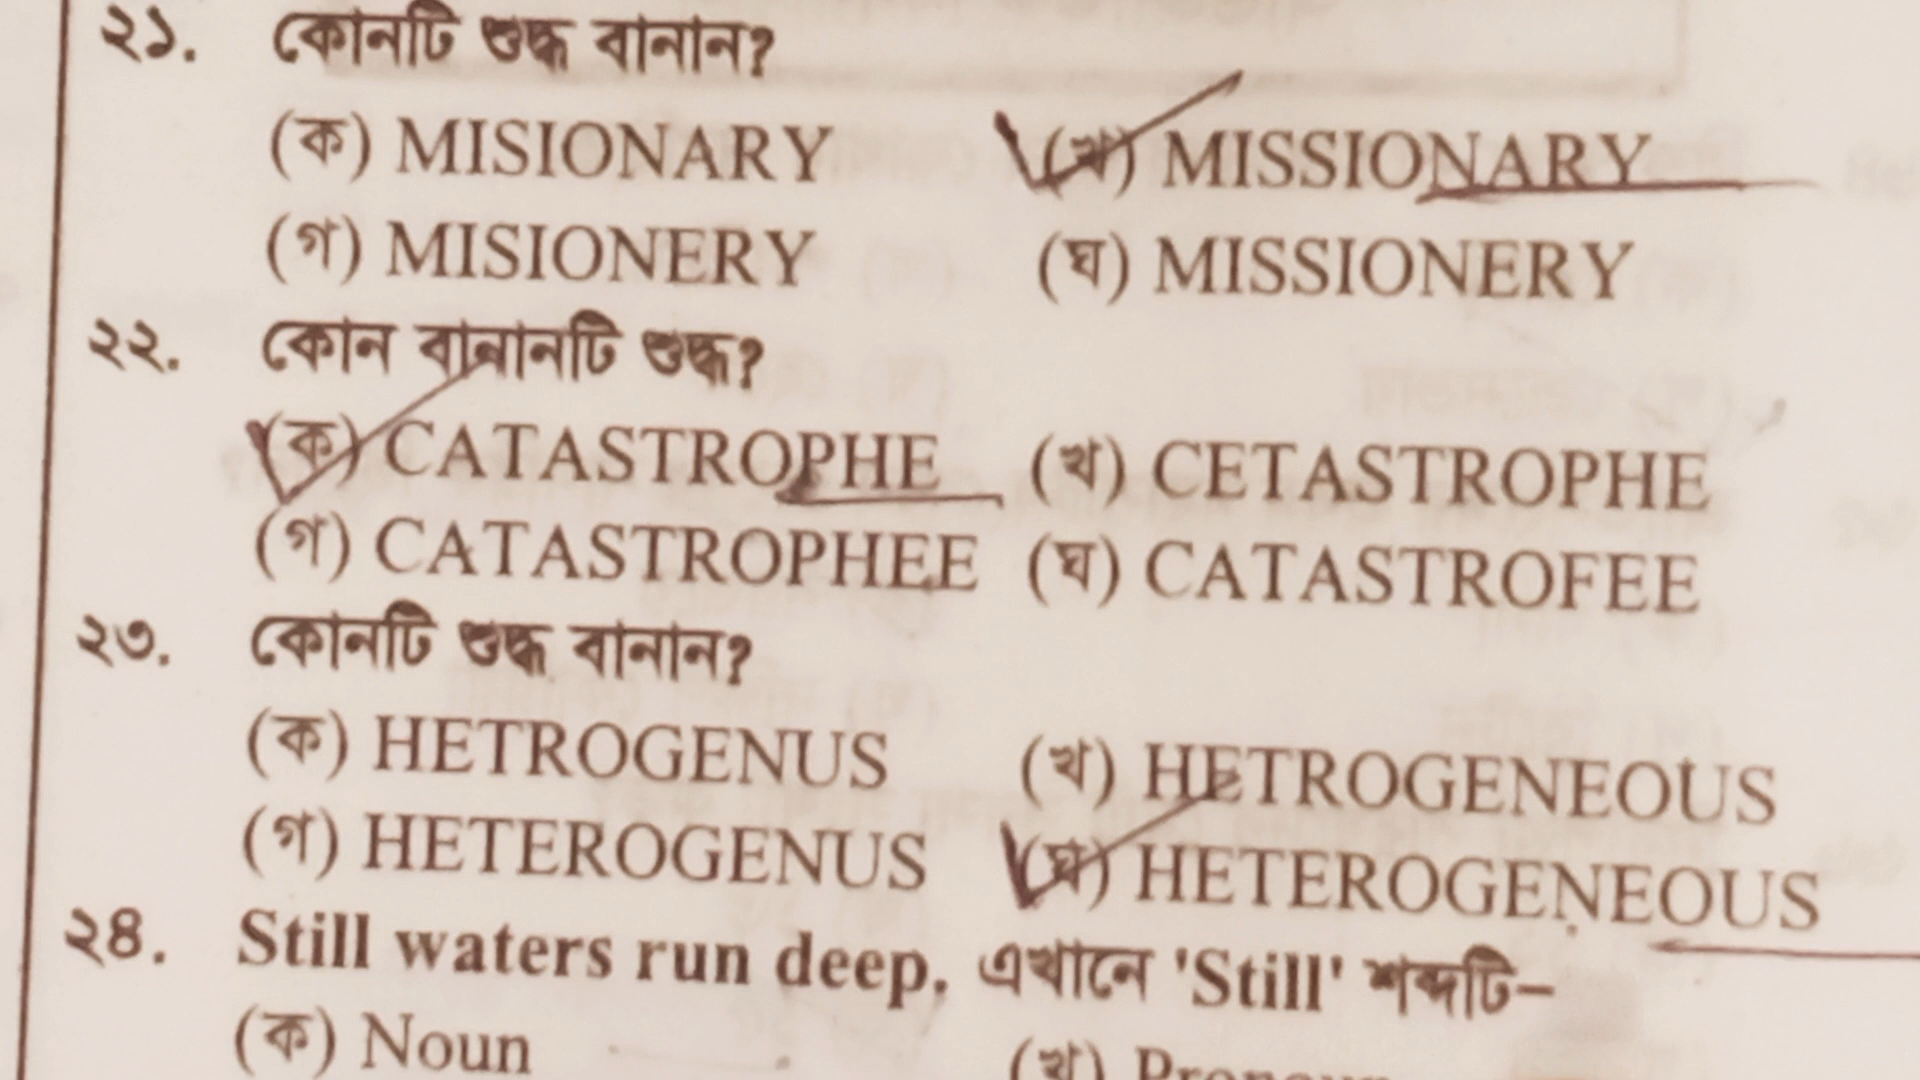 ২১. কোনটি শুদ্ধ বানান?
(ক) MISIONARY (খ) MISSIONARY
(গ) MISIONERY (ঘ) MISSIONERY
২২. কোন বানানটি শুদ্ধ?
(ক) CATASTROPHE (খ) CETASTROPHE
(গ) CATASTROPHEE (ঘ) CATASTROFEE
২৩. কোনটি শুদ্ধ বানান?
(ক) HETROGENUS (খ) HETROGENEOUS
(গ) HETEROGENUS (ঘ) HETEROGENEOUS
২৪. Still waters run deep, এখানে 'Still' শব্দটি–
(ক) Noun (খ) Pronoun